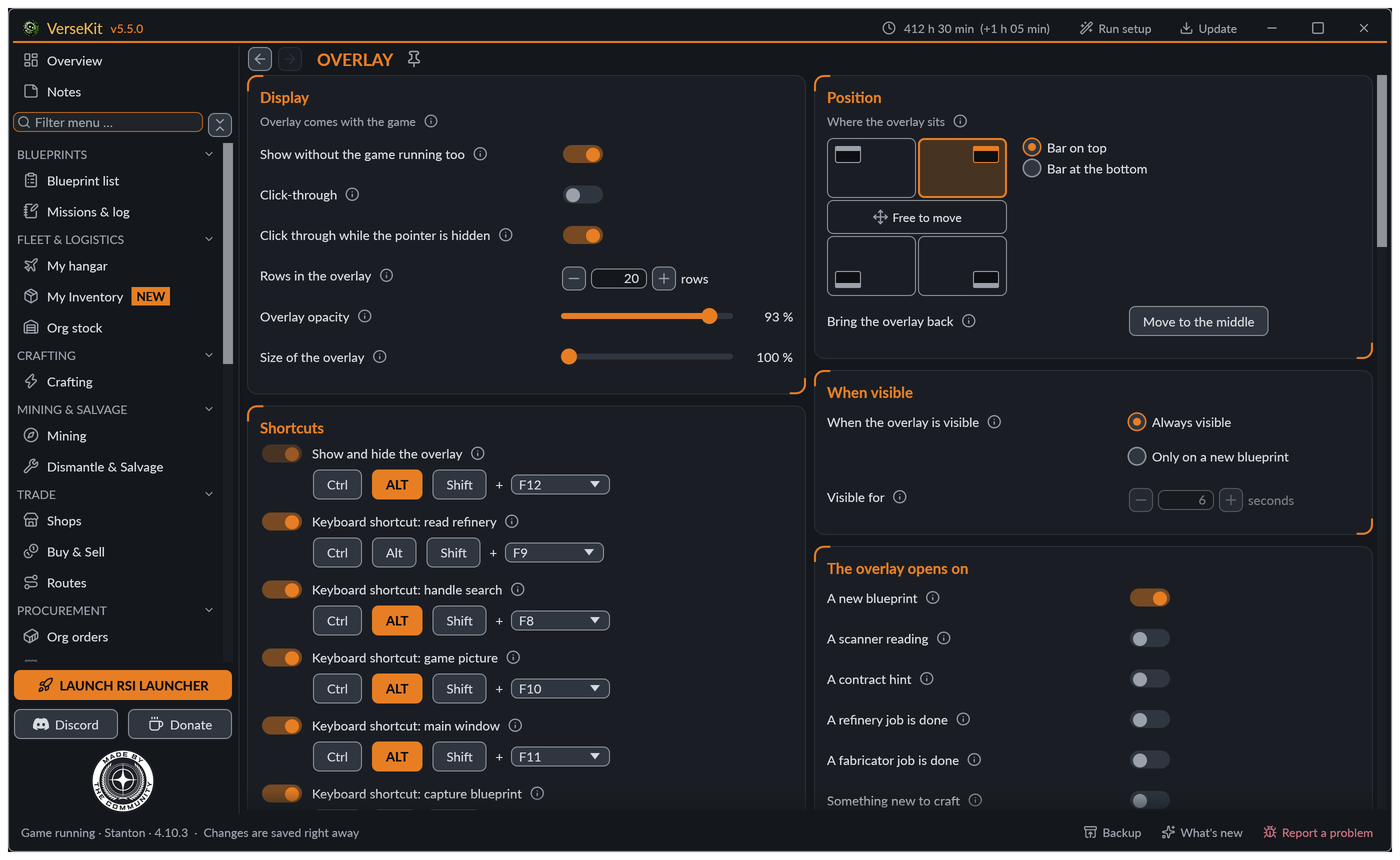 VerseKit v5.5.0
412 h 30 min (+1 h 05 min)
Run setup
Update
Overview
Notes
Filter menu ...
BLUEPRINTS
Blueprint list
Missions & log
FLEET & LOGISTICS
My hangar
My Inventory NEW
Org stock
CRAFTING
Crafting
MINING & SALVAGE
Mining
Dismantle & Salvage
TRADE
Shops
Buy & Sell
Routes
PROCUREMENT
Org orders
LAUNCH RSI LAUNCHER
Discord
Donate
MADE BY
THE COMMUNITY
OVERLAY
Display
Overlay comes with the game
Show without the game running too
Click-through
Click through while the pointer is hidden
Rows in the overlay
20 rows
Overlay opacity
93 %
Size of the overlay
100 %
Shortcuts
Show and hide the overlay
Ctrl ALT Shift + F12
Keyboard shortcut: read refinery
Ctrl Alt Shift + F9
Keyboard shortcut: handle search
Ctrl ALT Shift + F8
Keyboard shortcut: game picture
Ctrl ALT Shift + F10
Keyboard shortcut: main window
Ctrl ALT Shift + F11
Keyboard shortcut: capture blueprint
Position
Where the overlay sits
Bar on top
Bar at the bottom
Free to move
Bring the overlay back
Move to the middle
When visible
When the overlay is visible
Always visible
Only on a new blueprint
Visible for
6 seconds
The overlay opens on
A new blueprint
A scanner reading
A contract hint
A refinery job is done
A fabricator job is done
Something new to craft
Game running · Stanton · 4.10.3 · Changes are saved right away
Backup
What's new
Report a problem